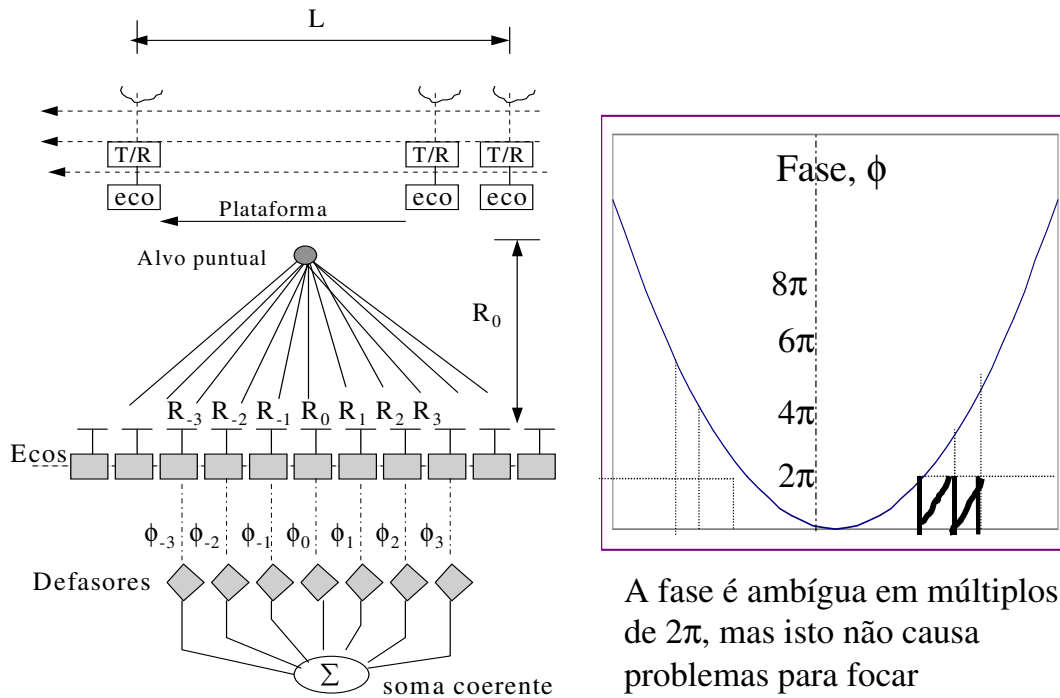 L
T/R T/R T/R
eco eco eco
Plataforma
Alvo puntual
R₀
R₋₃ R₋₂ R₋₁ R₀ R₁ R₂ R₃
Ecos
ϕ₋₃ ϕ₋₂ ϕ₋₁ ϕ₀ ϕ₁ ϕ₂ ϕ₃
Defasores
Σ
soma coerente
Fase, ϕ
8π
6π
4π
2π
A fase é ambígua em múltiplos
de 2π, mas isto não causa
problemas para focar